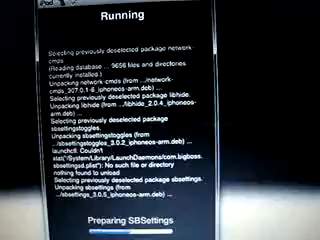 iPod
Running
Selecting previously deselected package network-
cmds.
(Reading database ... 9656 files and directories
currently installed.)
Unpacking network-cmds (from .../network-
cmds_307.0.1-6_iphoneos-arm.deb) ...
Selecting previously deselected package libhide.
Unpacking libhide (from .../libhide_2.0.4_iphoneos-
arm.deb) ...
Selecting previously deselected package
sbsettingstoggles.
Unpacking sbsettingstoggles (from
.../sbsettingstoggles_3.0.2_iphoneos-arm.deb) ...
launchctl: Couldn't
stat("/System/Library/LaunchDaemons/com.bigboss.
sbsettingsd.plist"): No such file or directory
nothing found to unload
Selecting previously deselected package sbsettings.
Unpacking sbsettings (from
.../sbsettings_3.0.5_iphoneos-arm.deb) ...
Preparing SBSettings